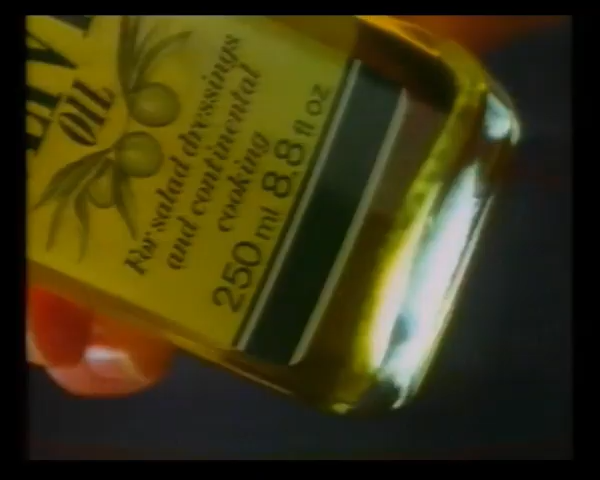 OIL
For salad dressings
and continental
cooking
250 ml 8.8 fl oz